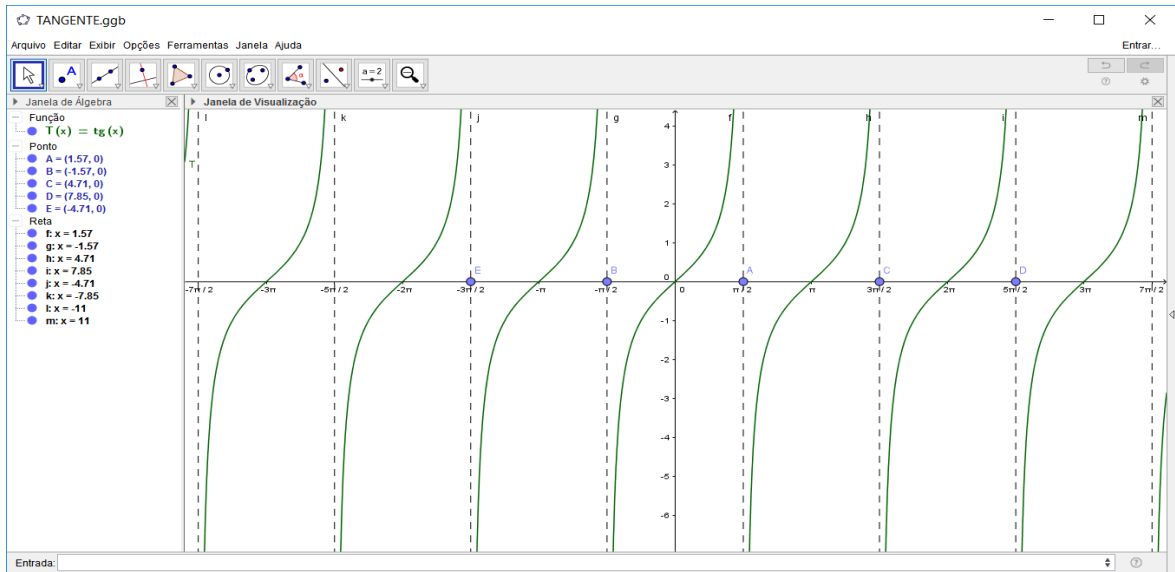 TANGENTE.ggb
Arquivo Editar Exibir Opções Ferramentas Janela Ajuda
Entrar...
A
α
a=2
Janela de Álgebra
Função
T(x) = tg(x)
Ponto
A = (1.57, 0)
B = (-1.57, 0)
C = (4.71, 0)
D = (7.85, 0)
E = (-4.71, 0)
Reta
f: x = 1.57
g: x = -1.57
h: x = 4.71
i: x = 7.85
j: x = -4.71
k: x = -7.85
l: x = -11
m: x = 11
Janela de Visualização
l k j g f h i m
T
4
3
2
1
0
E B A C D
-7π/2 -3π -5π/2 -2π -3π/2 -π -π/2 0 π/2 π 3π/2 2π 5π/2 3π 7π/2
-1
-2
-3
-4
-5
-6
Entrada: